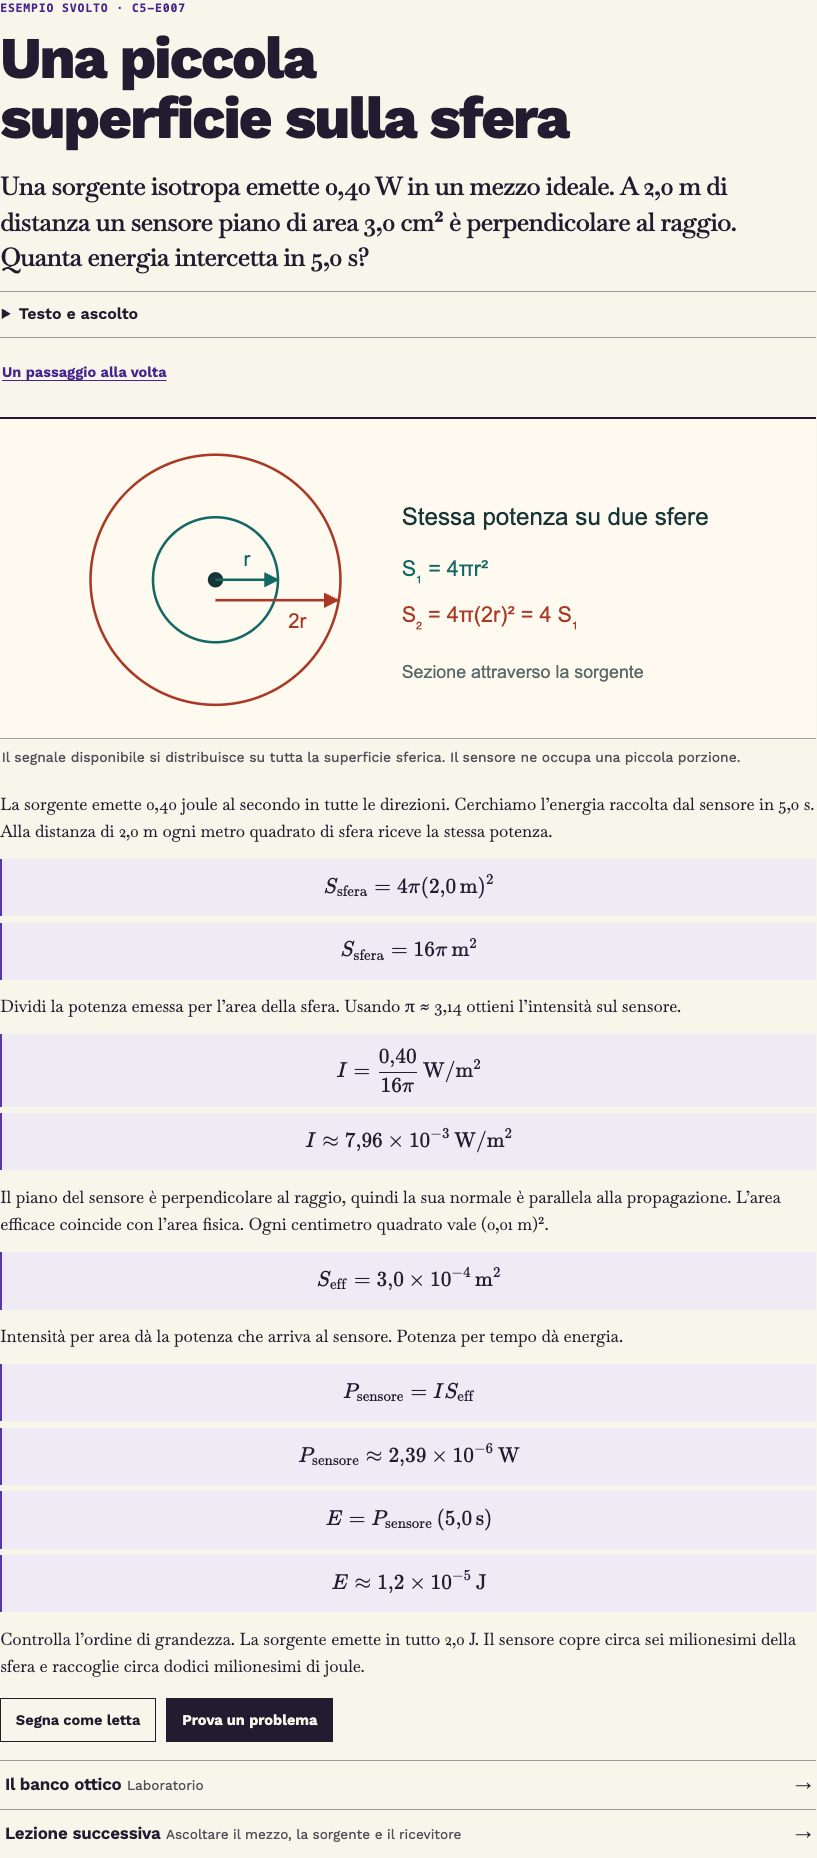 ESEMPIO SVOLTO · C5–E007
Una piccola
superficie sulla sfera
Una sorgente isotropa emette 0,40 W in un mezzo ideale. A 2,0 m di
distanza un sensore piano di area 3,0 cm² è perpendicolare al raggio.
Quanta energia intercetta in 5,0 s?
▶ Testo e ascolto
Un passaggio alla volta
r
2r
Stessa potenza su due sfere
S₁ = 4πr²
S₂ = 4π(2r)² = 4 S₁
Sezione attraverso la sorgente
Il segnale disponibile si distribuisce su tutta la superficie sferica. Il sensore ne occupa una piccola porzione.
La sorgente emette 0,40 joule al secondo in tutte le direzioni. Cerchiamo l’energia raccolta dal sensore in 5,0 s.
Alla distanza di 2,0 m ogni metro quadrato di sfera riceve la stessa potenza.
S_sfera = 4π(2,0 m)²
S_sfera = 16π m²
Dividi la potenza emessa per l’area della sfera. Usando π ≈ 3,14 ottieni l’intensità sul sensore.
I = 0,40/16π W/m²
I ≈ 7,96 × 10⁻³ W/m²
Il piano del sensore è perpendicolare al raggio, quindi la sua normale è parallela alla propagazione. L’area
efficace coincide con l’area fisica. Ogni centimetro quadrato vale (0,01 m)².
S_eff = 3,0 × 10⁻⁴ m²
Intensità per area dà la potenza che arriva al sensore. Potenza per tempo dà energia.
P_sensore = IS_eff
P_sensore ≈ 2,39 × 10⁻⁶ W
E = P_sensore (5,0 s)
E ≈ 1,2 × 10⁻⁵ J
Controlla l’ordine di grandezza. La sorgente emette in tutto 2,0 J. Il sensore copre circa sei milionesimi della
sfera e raccoglie circa dodici milionesimi di joule.
Segna come letta Prova un problema
Il banco ottico Laboratorio →
Lezione successiva Ascoltare il mezzo, la sorgente e il ricevitore →